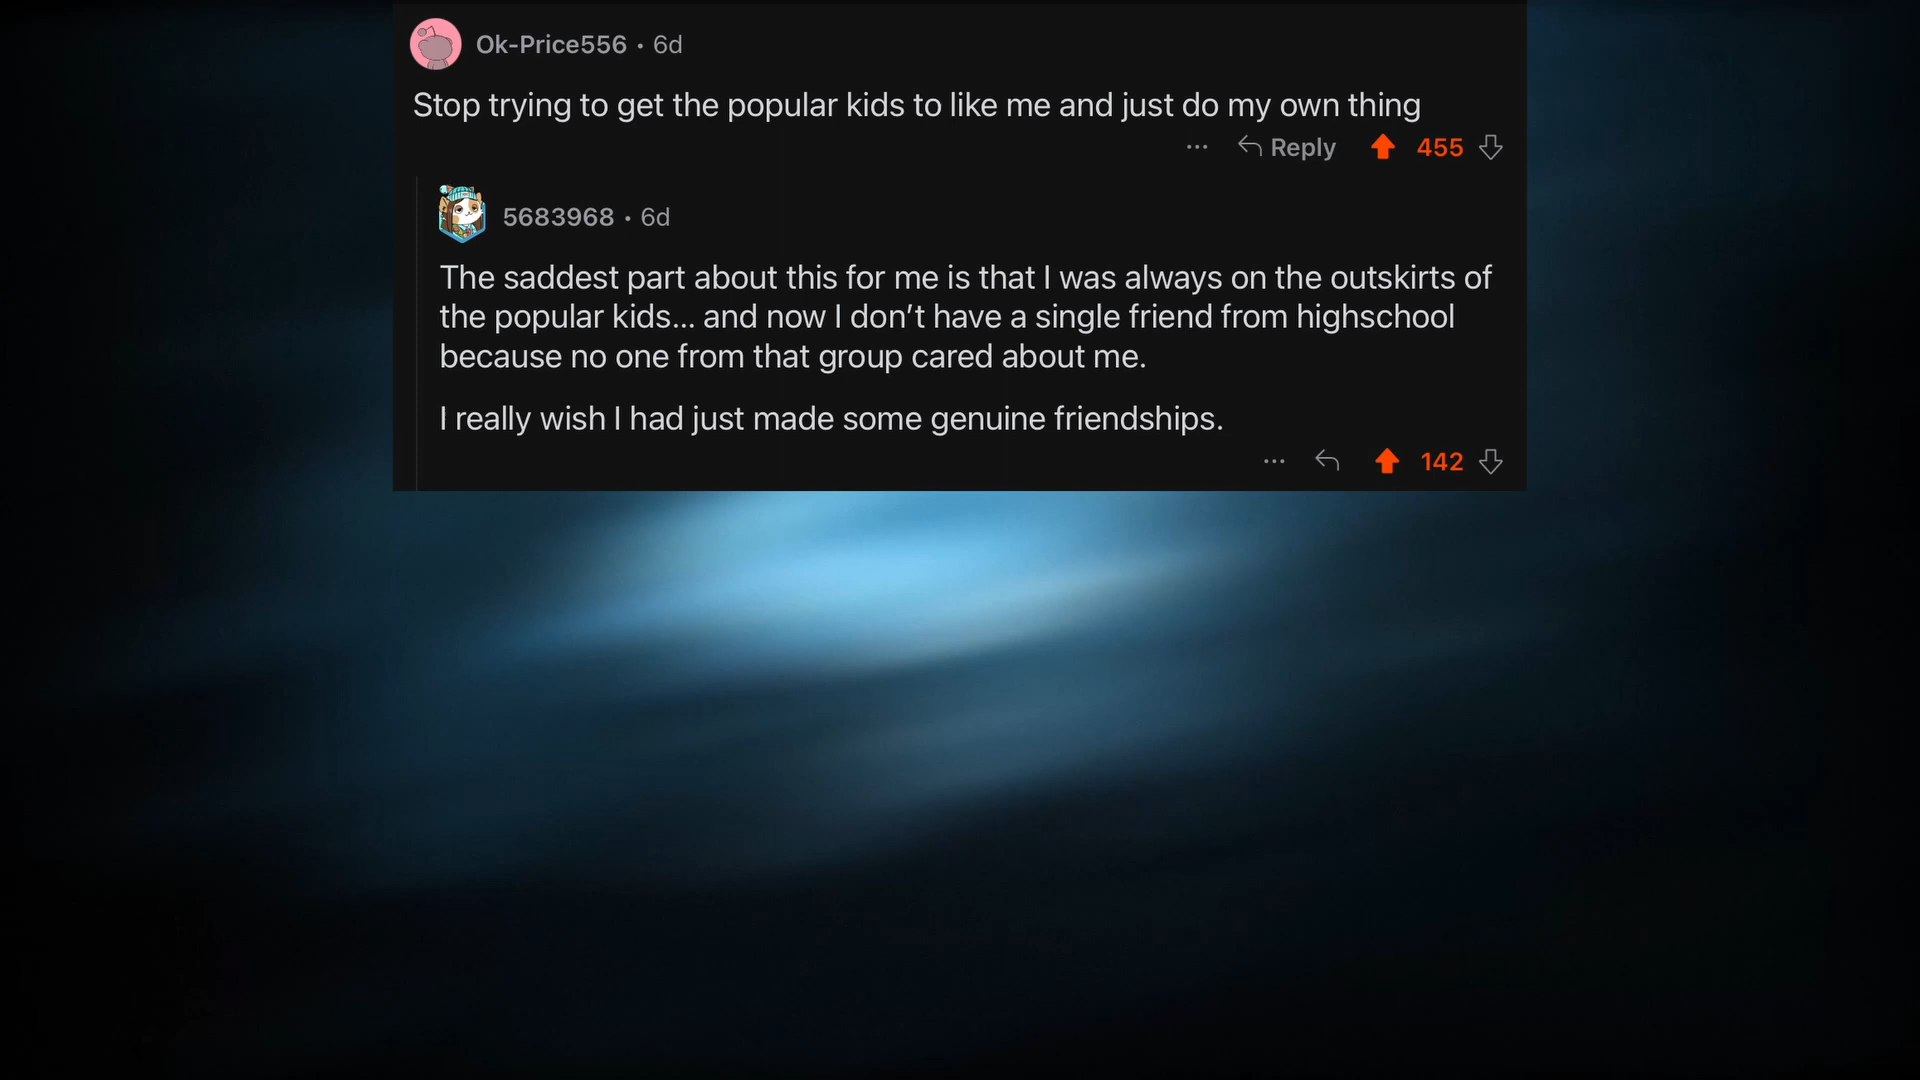 Ok-Price556 • 6d
Stop trying to get the popular kids to like me and just do my own thing
... Reply 455
5683968 • 6d
The saddest part about this for me is that I was always on the outskirts of
the popular kids... and now I don’t have a single friend from highschool
because no one from that group cared about me.
I really wish I had just made some genuine friendships.
... 142